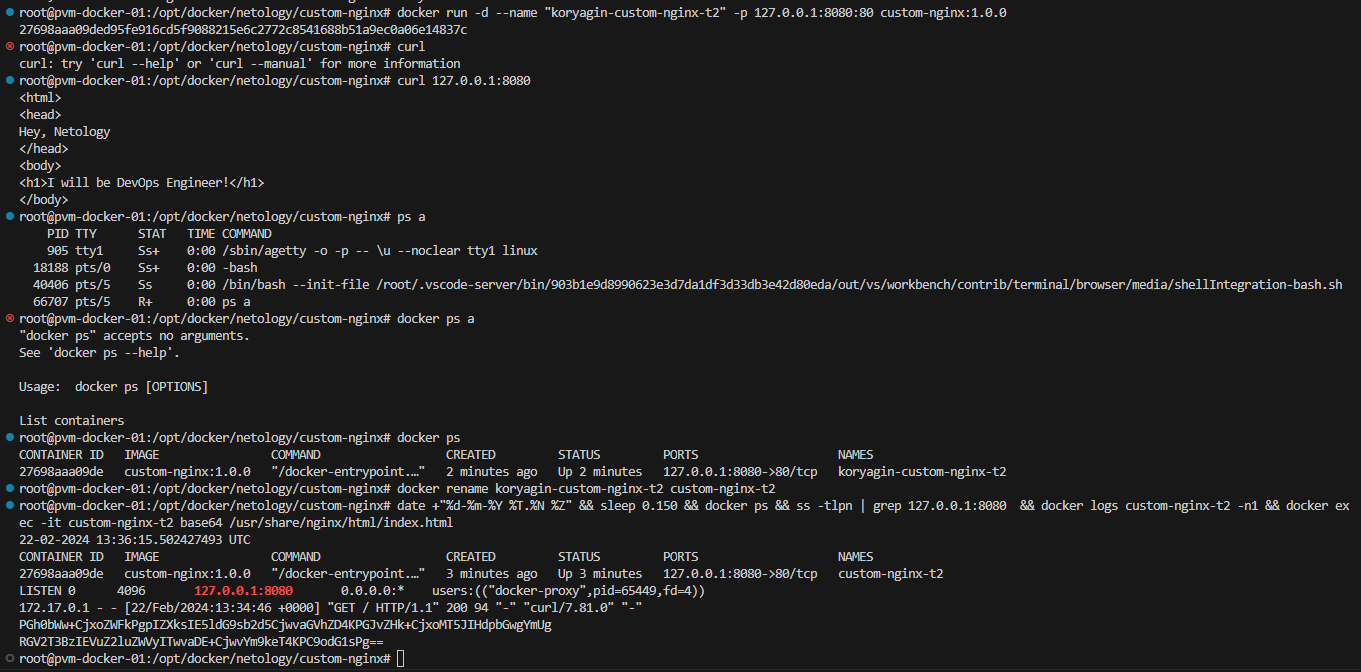 root@pvm-docker-01:/opt/docker/netology/custom-nginx# docker run -d --name "koryagin-custom-nginx-t2" -p 127.0.0.1:8080:80 custom-nginx:1.0.0
27698aaa09ded95fe916cd5f9088215e6c2772c8541688b51a9ec0a06e14837c
root@pvm-docker-01:/opt/docker/netology/custom-nginx# curl
curl: try 'curl --help' or 'curl --manual' for more information
root@pvm-docker-01:/opt/docker/netology/custom-nginx# curl 127.0.0.1:8080
<html>
<head>
Hey, Netology
</head>
<body>
<h1>I will be DevOps Engineer!</h1>
</body>
root@pvm-docker-01:/opt/docker/netology/custom-nginx# ps a
PID TTY STAT TIME COMMAND
905 tty1 Ss+ 0:00 /sbin/agetty -o -p -- \u --noclear tty1 linux
18188 pts/0 Ss+ 0:00 -bash
40406 pts/5 Ss 0:00 /bin/bash --init-file /root/.vscode-server/bin/903b1e9d8990623e3d7da1df3d33db3e42d80eda/out/vs/workbench/contrib/terminal/browser/media/shellIntegration-bash.sh
66707 pts/5 R+ 0:00 ps a
root@pvm-docker-01:/opt/docker/netology/custom-nginx# docker ps a
"docker ps" accepts no arguments.
See 'docker ps --help'.
Usage:  docker ps [OPTIONS]
List containers
root@pvm-docker-01:/opt/docker/netology/custom-nginx# docker ps
CONTAINER ID IMAGE COMMAND CREATED STATUS PORTS NAMES
27698aaa09de custom-nginx:1.0.0 "/docker-entrypoint.…" 2 minutes ago Up 2 minutes 127.0.0.1:8080->80/tcp koryagin-custom-nginx-t2
root@pvm-docker-01:/opt/docker/netology/custom-nginx# docker rename koryagin-custom-nginx-t2 custom-nginx-t2
root@pvm-docker-01:/opt/docker/netology/custom-nginx# date +"%d-%m-%Y %T.%N %Z" && sleep 0.150 && docker ps && ss -tlpn | grep 127.0.0.1:8080  && docker logs custom-nginx-t2 -n1 && docker ex
ec -it custom-nginx-t2 base64 /usr/share/nginx/html/index.html
22-02-2024 13:36:15.502427493 UTC
CONTAINER ID IMAGE COMMAND CREATED STATUS PORTS NAMES
27698aaa09de custom-nginx:1.0.0 "/docker-entrypoint.…" 3 minutes ago Up 3 minutes 127.0.0.1:8080->80/tcp custom-nginx-t2
LISTEN 0 4096 127.0.0.1:8080 0.0.0.0:* users:(("docker-proxy",pid=65449,fd=4))
172.17.0.1 - - [22/Feb/2024:13:34:46 +0000] "GET / HTTP/1.1" 200 94 "-" "curl/7.81.0" "-"
PGh0bWw+CjxoZWFkPgpIZXksIE5ldG9sb2d5CjwvaGVhZD4KPGJvZHk+CjxoMT5JIHdpbGwgYmUg
RGV2T3BzIEVuZ2luZWVyITwvaDE+CjwvYm9keT4KPC9odG1sPg==
root@pvm-docker-01:/opt/docker/netology/custom-nginx#